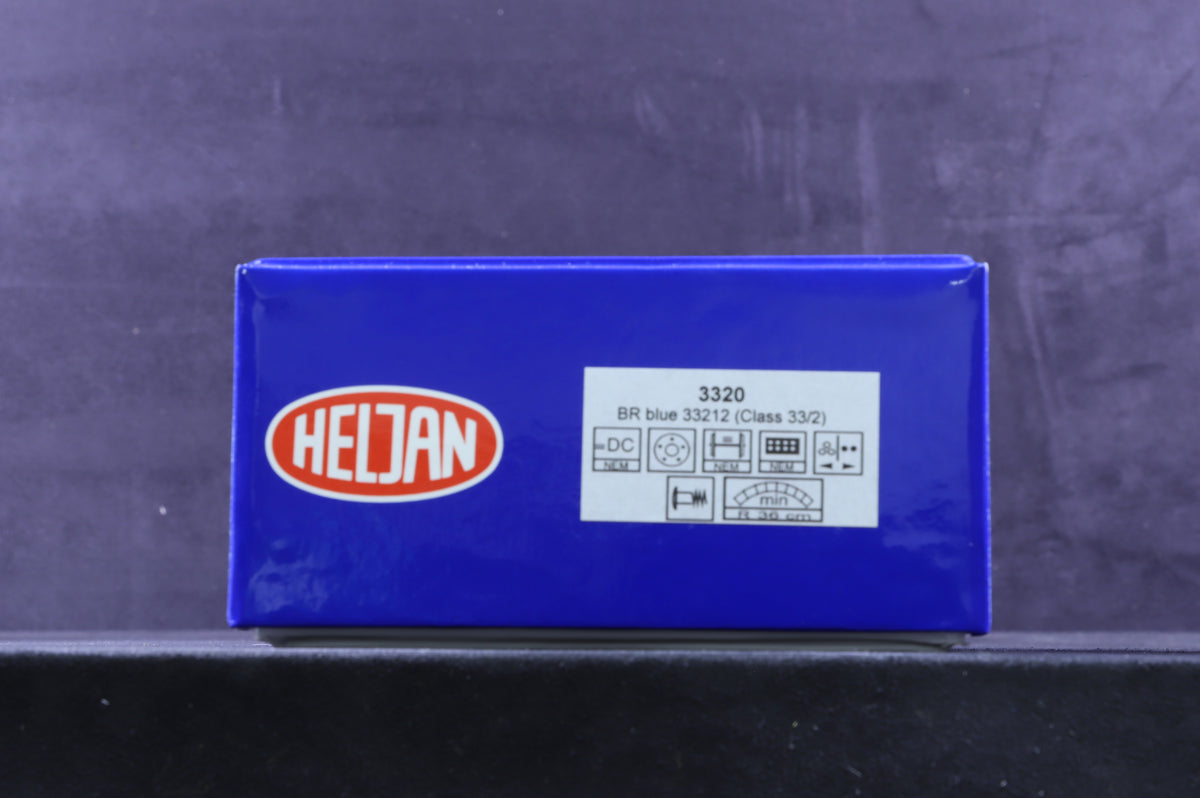 HELJAN
3320
BR blue 33212 (Class 33/2)
=DC
NEM
NEM
NEM
min
R 36 cm